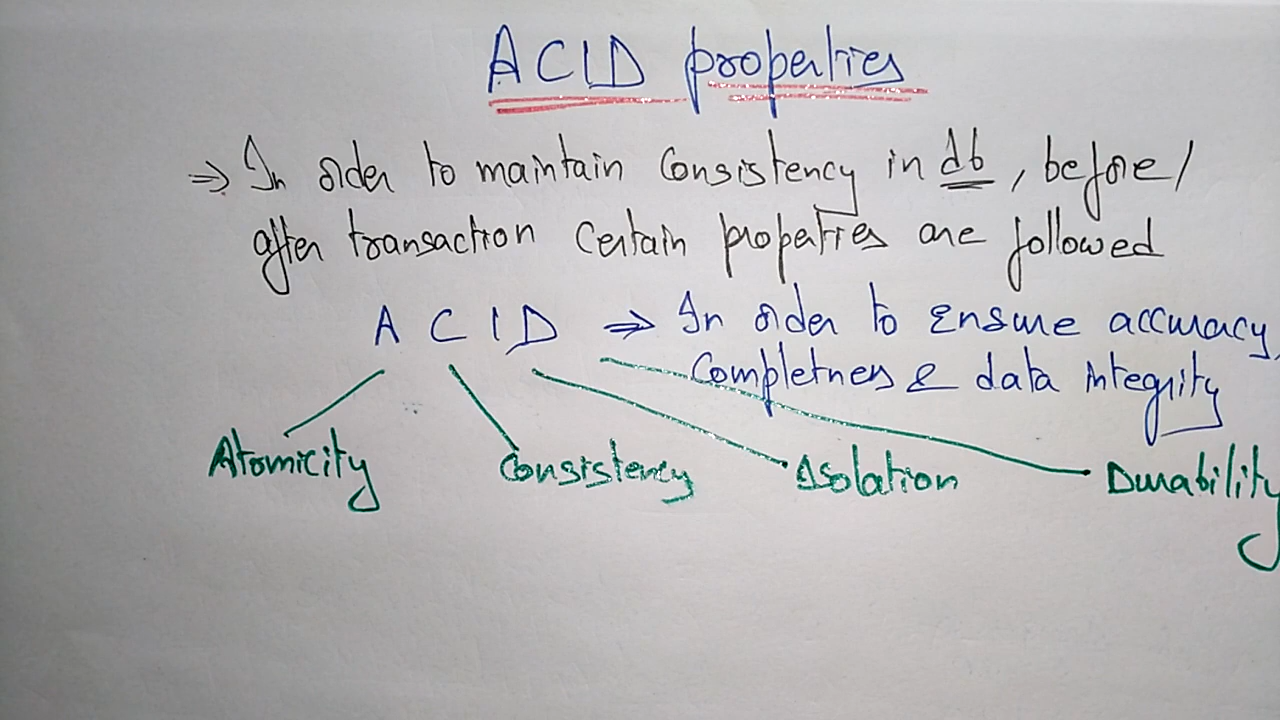 ACID properties
⇒ In order to maintain Consistency in db, before/
after transaction Certain properties are followed
A C I D ⇒ In order to Ensure accuracy,
Completness & data integrity
Atomicity Consistency Isolation Durability